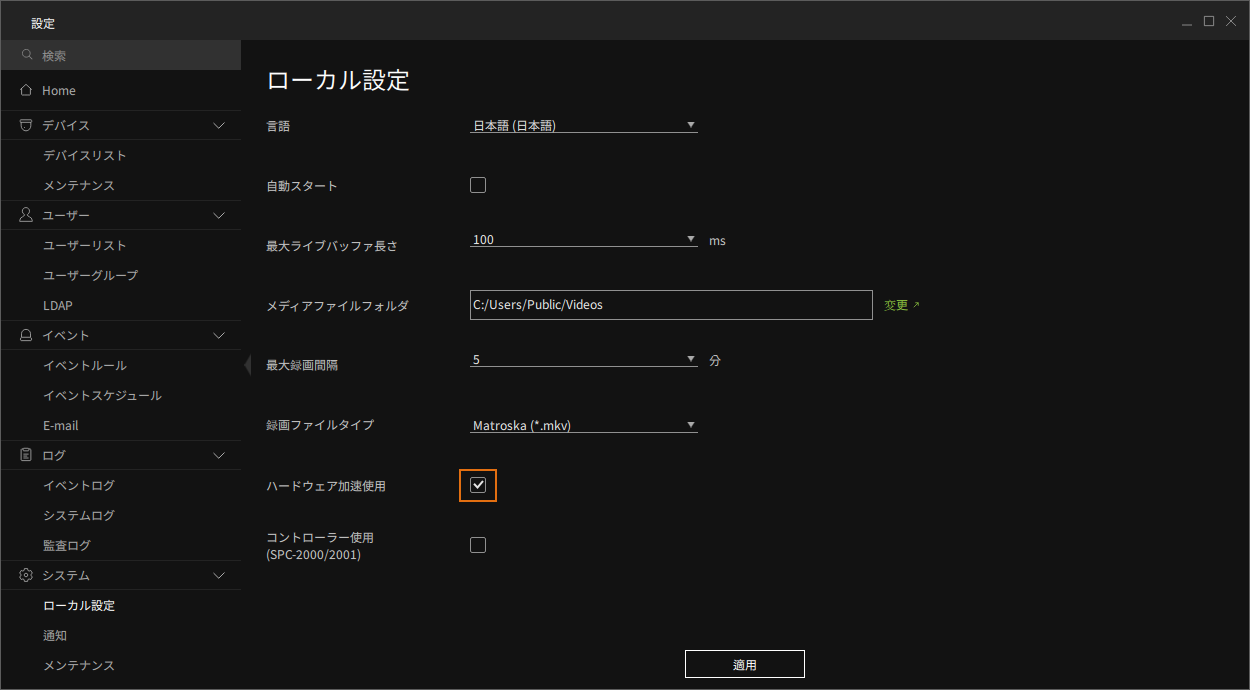 設定
検索
Home
デバイス
デバイスリスト
メンテナンス
ユーザー
ユーザーリスト
ユーザーグループ
LDAP
イベント
イベントルール
イベントスケジュール
E-mail
ログ
イベントログ
システムログ
監査ログ
システム
ローカル設定
通知
メンテナンス
ローカル設定
言語 日本語 (日本語)
自動スタート
最大ライブバッファ長さ 100 ms
メディアファイルフォルダ C:/Users/Public/Videos 変更
最大録画間隔 5 分
録画ファイルタイプ Matroska (*.mkv)
ハードウェア加速使用
コントローラー使用
(SPC-2000/2001)
適用